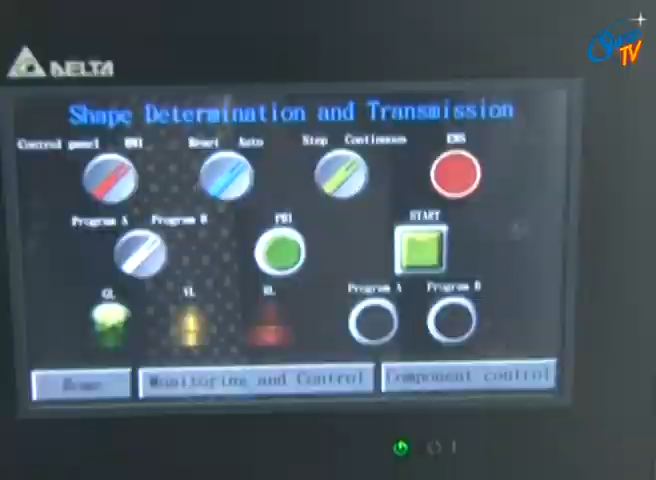 DELTA
Shape Determination and Transmission
Control panel HMI Reset Auto Step Continuous EMS
Program A Program B PB1 START
GL YL RL Program A Program B
Home Monitoring and Control Component control
TV